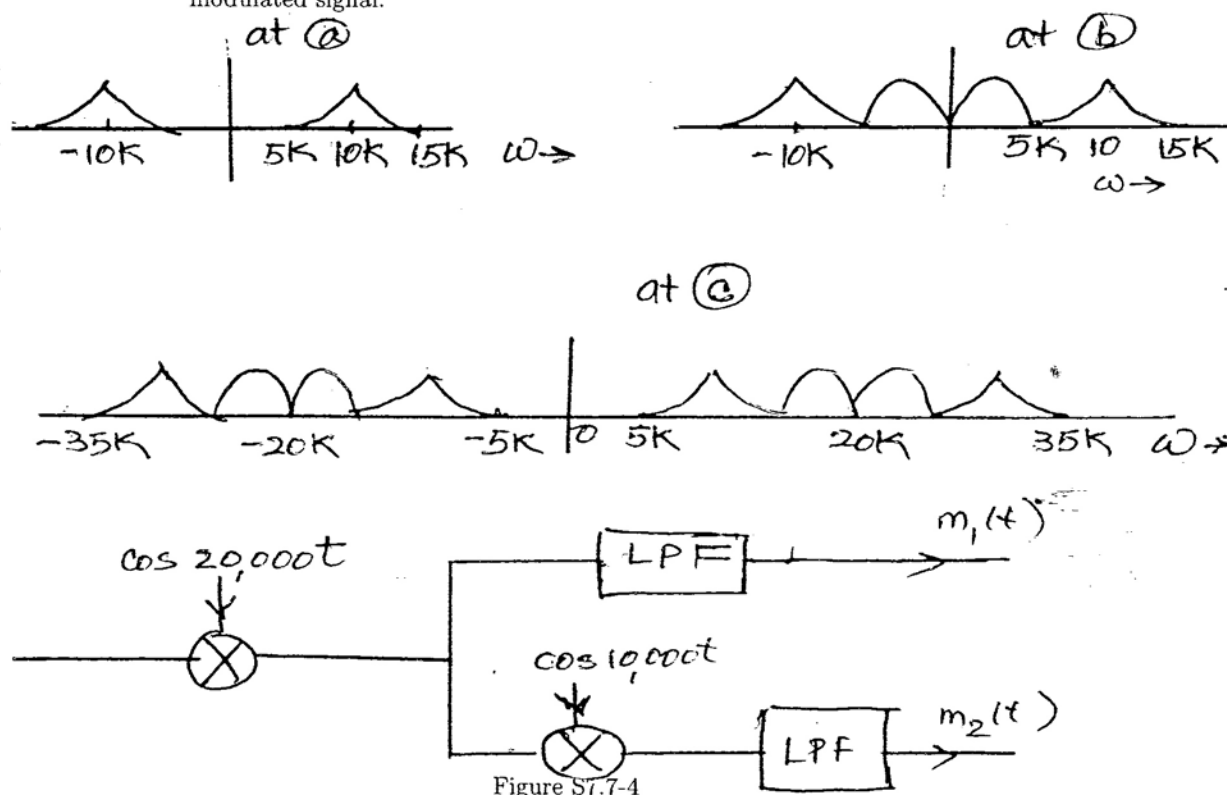 modulated signal.
at ⓐ
at ⓑ
-10K 5K 10K 15K ω→
-10K 5K 10 15K
ω→
at ⓒ
-35K -20K -5K 0 5K 20K 35K ω→
m₁(t)
LPF
cos 20,000t
cos 10,000t
m₂(t)
LPF
Figure S7.7-4